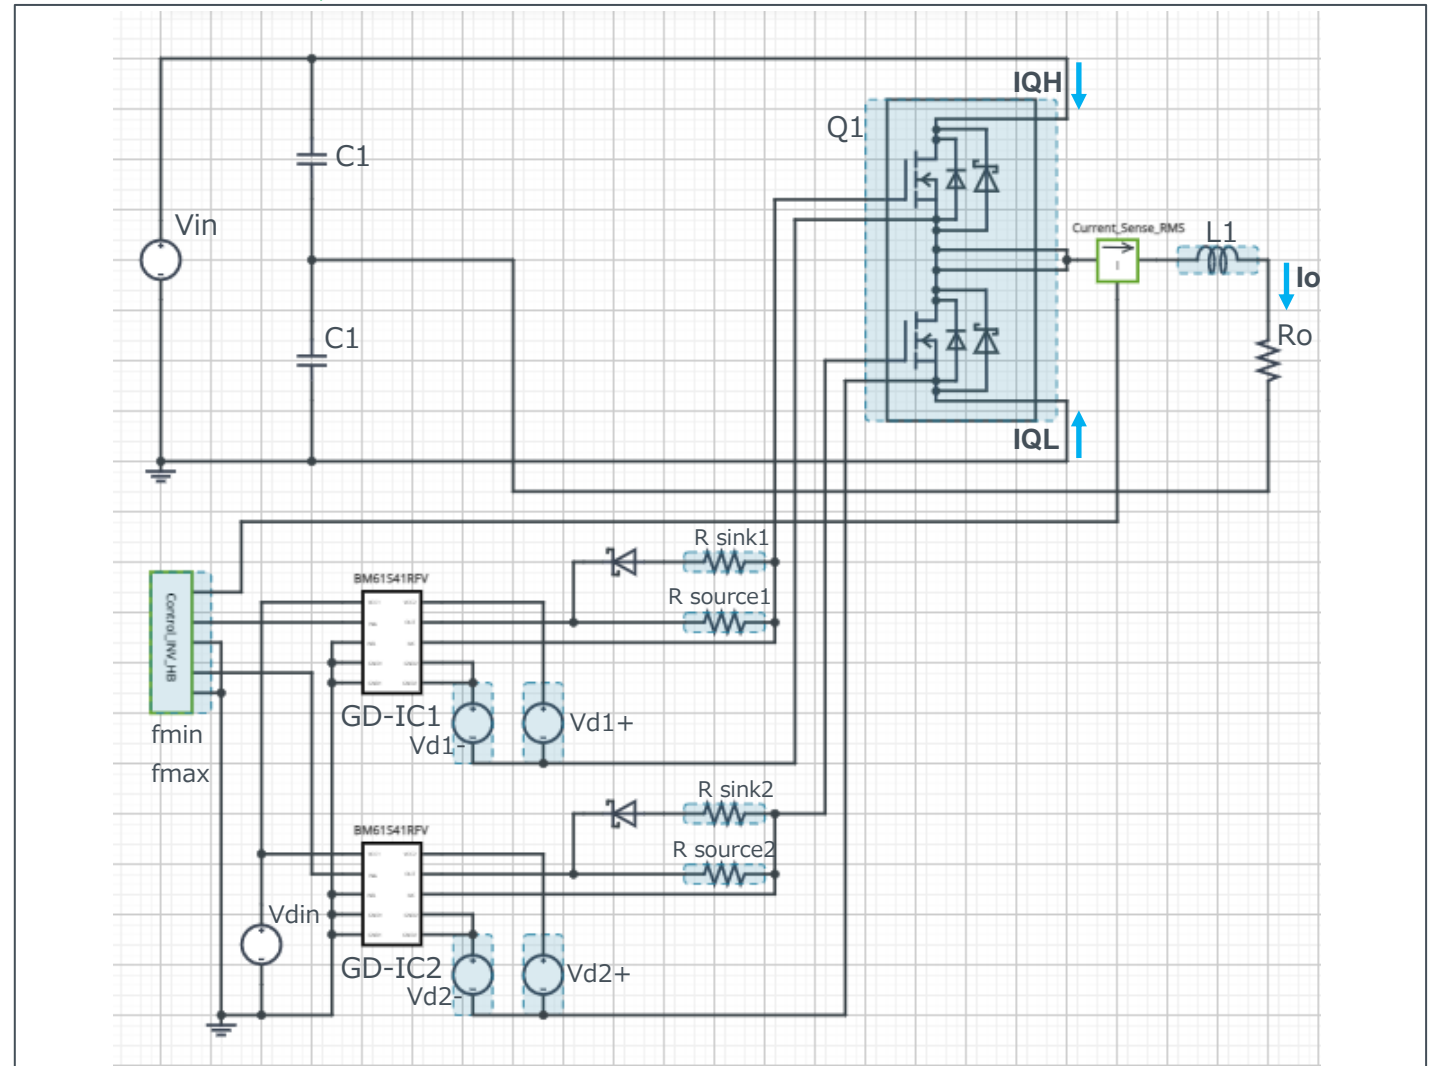 IQH
Q1
C1
Vin
Current_Sense_RMS
L1
Io
C1
Ro
IQL
R sink1
BM61S41RFV
R source1
Control_INV_HB
GD-IC1
Vd1-
Vd1+
fmin
fmax
R sink2
BM61S41RFV
R source2
Vdin
GD-IC2
Vd2-
Vd2+